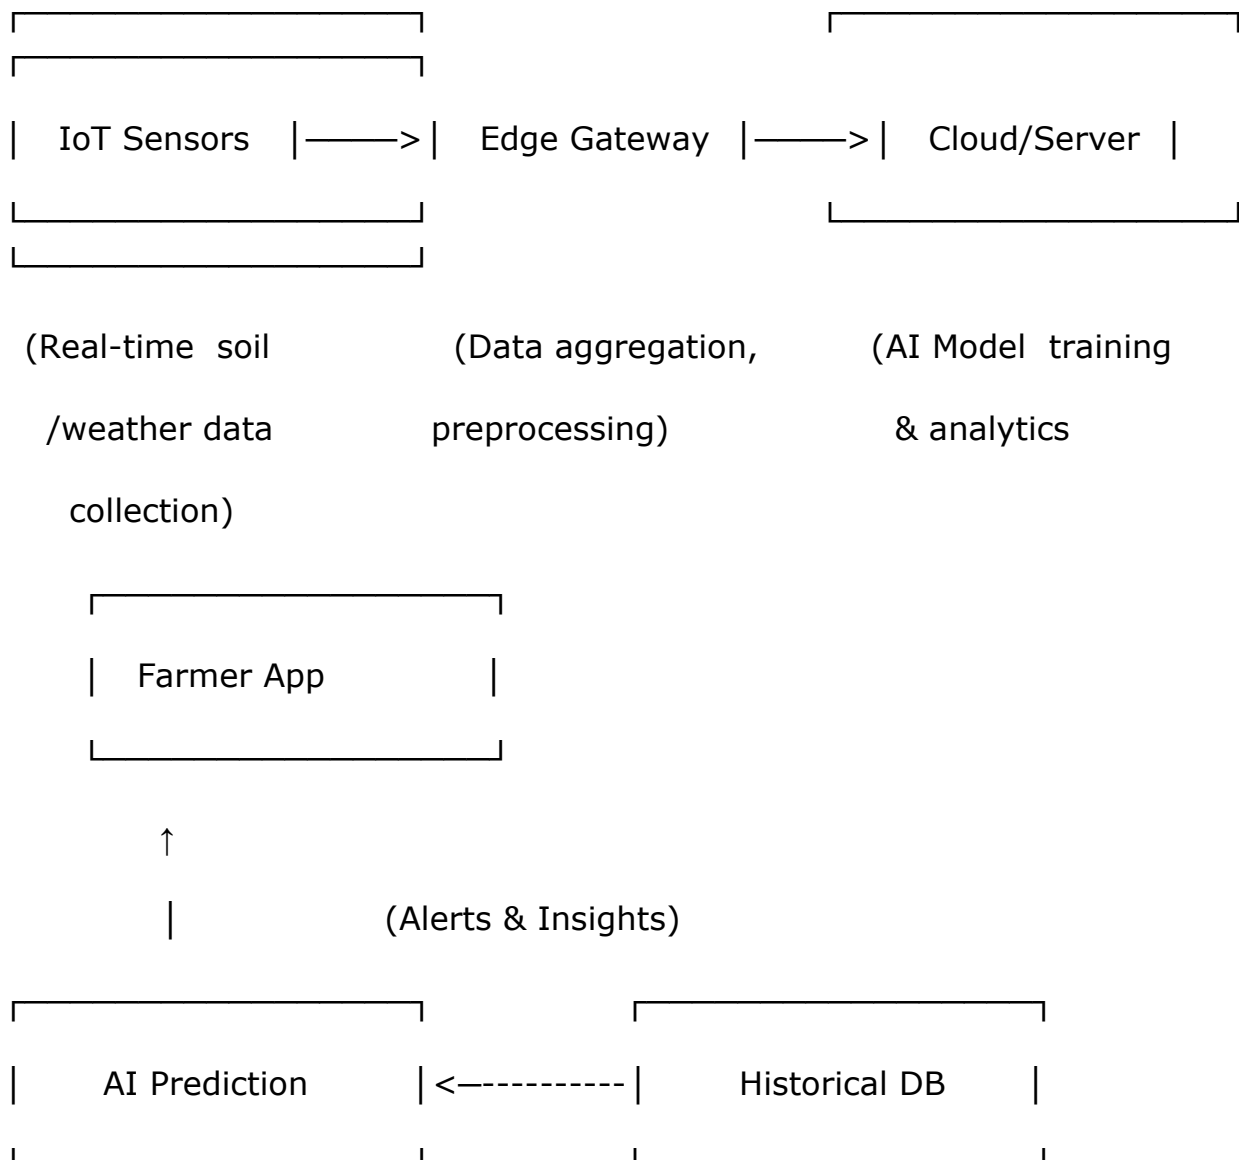 IoT Sensors Edge Gateway Cloud/Server
(Real-time soil (Data aggregation, (AI Model training
/weather data preprocessing) & analytics
collection)
Farmer App
(Alerts & Insights)
AI Prediction Historical DB